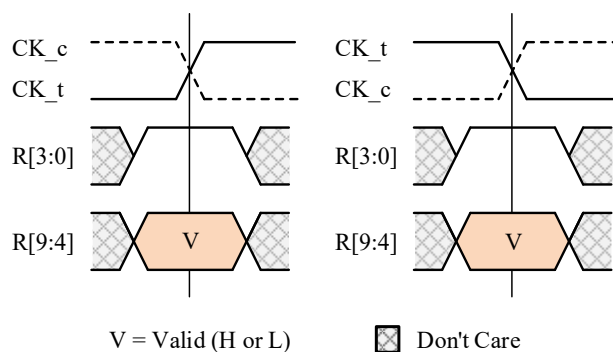 CK_c
CK_t
R[3:0]
R[9:4]
V
CK_t
CK_c
R[3:0]
R[9:4]
V
V = Valid (H or L)
Don't Care